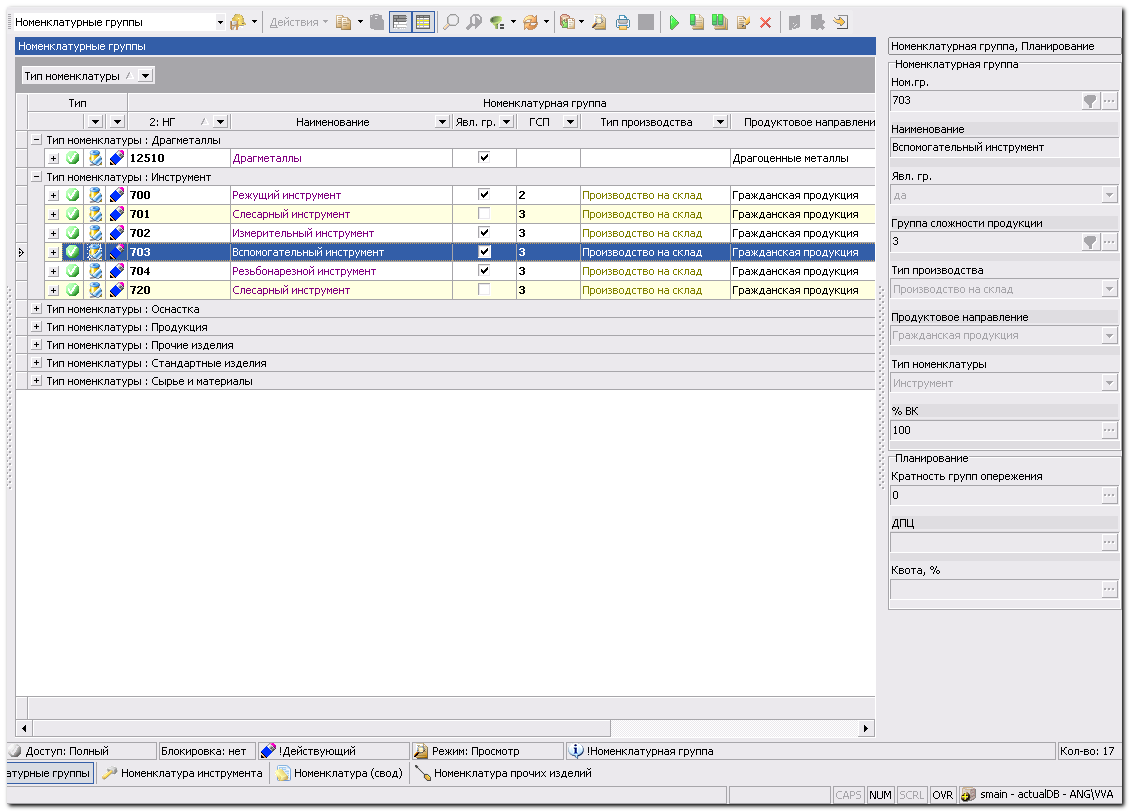 Номенклатурные группы
Действия
Номенклатурные группы
Номенклатурная группа, Планирование
Тип номенклатуры
Тип
Номенклатурная группа
2: НГ Наименование Явл. гр. ГСП Тип производства Продуктовое направлени
Тип номенклатуры : Драгметаллы
12510 Драгметаллы Драгоценные металлы
Тип номенклатуры : Инструмент
700 Режущий инструмент 2 Производство на склад Гражданская продукция
701 Слесарный инструмент 3 Производство на склад Гражданская продукция
702 Измерительный инструмент 3 Производство на склад Гражданская продукция
703 Вспомогательный инструмент 3 Производство на склад Гражданская продукция
704 Резьбонарезной инструмент 3 Производство на склад Гражданская продукция
720 Слесарный инструмент 3 Производство на склад Гражданская продукция
Тип номенклатуры : Оснастка
Тип номенклатуры : Продукция
Тип номенклатуры : Прочие изделия
Тип номенклатуры : Стандартные изделия
Тип номенклатуры : Сырье и материалы
Номенклатурная группа
Ном.гр.
703
Наименование
Вспомогательный инструмент
Явл. гр.
да
Группа сложности продукции
3
Тип производства
Производство на склад
Продуктовое направление
Гражданская продукция
Тип номенклатуры
Инструмент
% ВК
100
Планирование
Кратность групп опережения
0
ДПЦ
Квота, %
Доступ: Полный Блокировка: нет !Действующий Режим: Просмотр !Номенклатурная группа Кол-во: 17
атурные группы Номенклатура инструмента Номенклатура (свод) Номенклатура прочих изделий
CAPS NUM SCRL OVR smain - actualDB - ANG\VVA